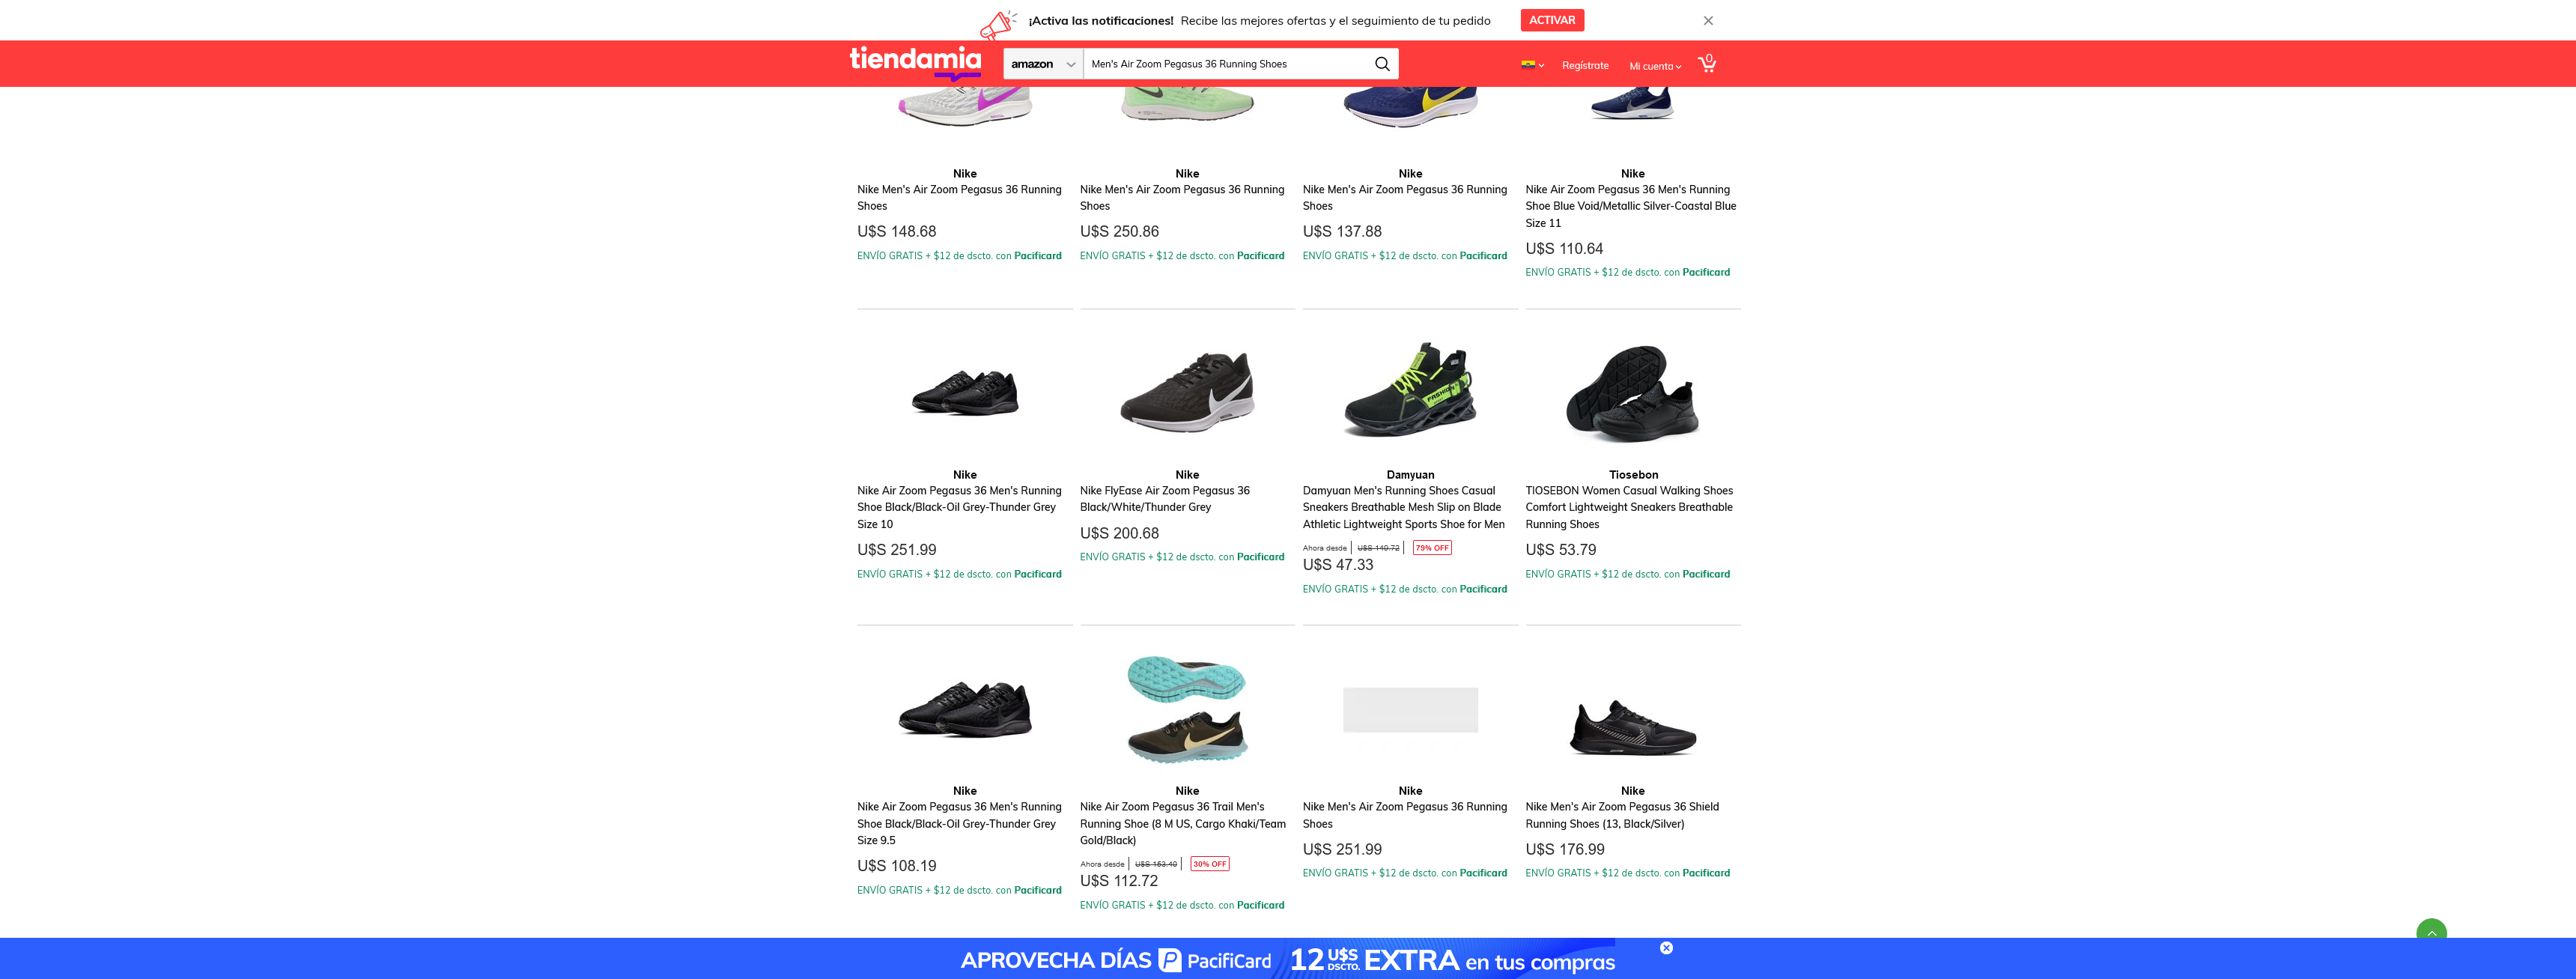 ¡Activa las notificaciones! Recibe las mejores ofertas y el seguimiento de tu pedido ACTIVAR
tiendamia amazon Men's Air Zoom Pegasus 36 Running Shoes Regístrate Mi cuenta 0
Nike
Nike Men's Air Zoom Pegasus 36 Running
Shoes
U$S 148.68
ENVÍO GRATIS + $12 de dscto. con Pacificard
Nike
Nike Men's Air Zoom Pegasus 36 Running
Shoes
U$S 250.86
ENVÍO GRATIS + $12 de dscto. con Pacificard
Nike
Nike Men's Air Zoom Pegasus 36 Running
Shoes
U$S 137.88
ENVÍO GRATIS + $12 de dscto. con Pacificard
Nike
Nike Air Zoom Pegasus 36 Men's Running
Shoe Blue Void/Metallic Silver-Coastal Blue
Size 11
U$S 110.64
ENVÍO GRATIS + $12 de dscto. con Pacificard
Nike
Nike Air Zoom Pegasus 36 Men's Running
Shoe Black/Black-Oil Grey-Thunder Grey
Size 10
U$S 251.99
ENVÍO GRATIS + $12 de dscto. con Pacificard
Nike
Nike FlyEase Air Zoom Pegasus 36
Black/White/Thunder Grey
U$S 200.68
ENVÍO GRATIS + $12 de dscto. con Pacificard
FASHION
Damyuan
Damyuan Men's Running Shoes Casual
Sneakers Breathable Mesh Slip on Blade
Athletic Lightweight Sports Shoe for Men
Ahora desde U$S 140.72 79% OFF
U$S 47.33
ENVÍO GRATIS + $12 de dscto. con Pacificard
Tiosebon
TIOSEBON Women Casual Walking Shoes
Comfort Lightweight Sneakers Breathable
Running Shoes
U$S 53.79
ENVÍO GRATIS + $12 de dscto. con Pacificard
Nike
Nike Air Zoom Pegasus 36 Men's Running
Shoe Black/Black-Oil Grey-Thunder Grey
Size 9.5
U$S 108.19
ENVÍO GRATIS + $12 de dscto. con Pacificard
Nike
Nike Air Zoom Pegasus 36 Trail Men's
Running Shoe (8 M US, Cargo Khaki/Team
Gold/Black)
Ahora desde U$S 153.40 30% OFF
U$S 112.72
ENVÍO GRATIS + $12 de dscto. con Pacificard
Nike
Nike Men's Air Zoom Pegasus 36 Running
Shoes
U$S 251.99
ENVÍO GRATIS + $12 de dscto. con Pacificard
Nike
Nike Men's Air Zoom Pegasus 36 Shield
Running Shoes (13, Black/Silver)
U$S 176.99
ENVÍO GRATIS + $12 de dscto. con Pacificard
APROVECHA DÍAS PacifiCard 12 U$S DSCTO. EXTRA en tus compras